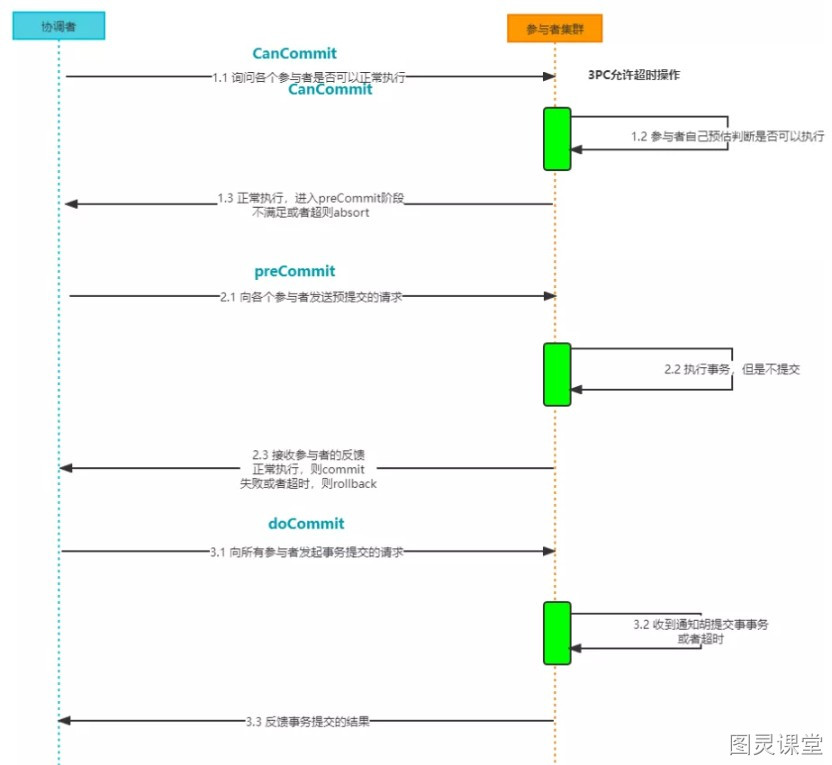 协调者
参与者集群
CanCommit
3PC允许超时操作
1.1 询问各个参与者是否可以正常执行
CanCommit
1.2 参与者自己预估判断是否可以执行
1.3 正常执行，进入preCommit阶段
不满足或者超则absort
preCommit
2.1 向各个参与者发送预提交的请求
2.2 执行事务，但是不提交
2.3 接收参与者的反馈
正常执行，则commit
失败或者超时，则rollback
doCommit
3.1 向所有参与者发起事务提交的请求
3.2 收到通知胡提交事事务
或者超时
3.3 反馈事务提交的结果
图灵课堂